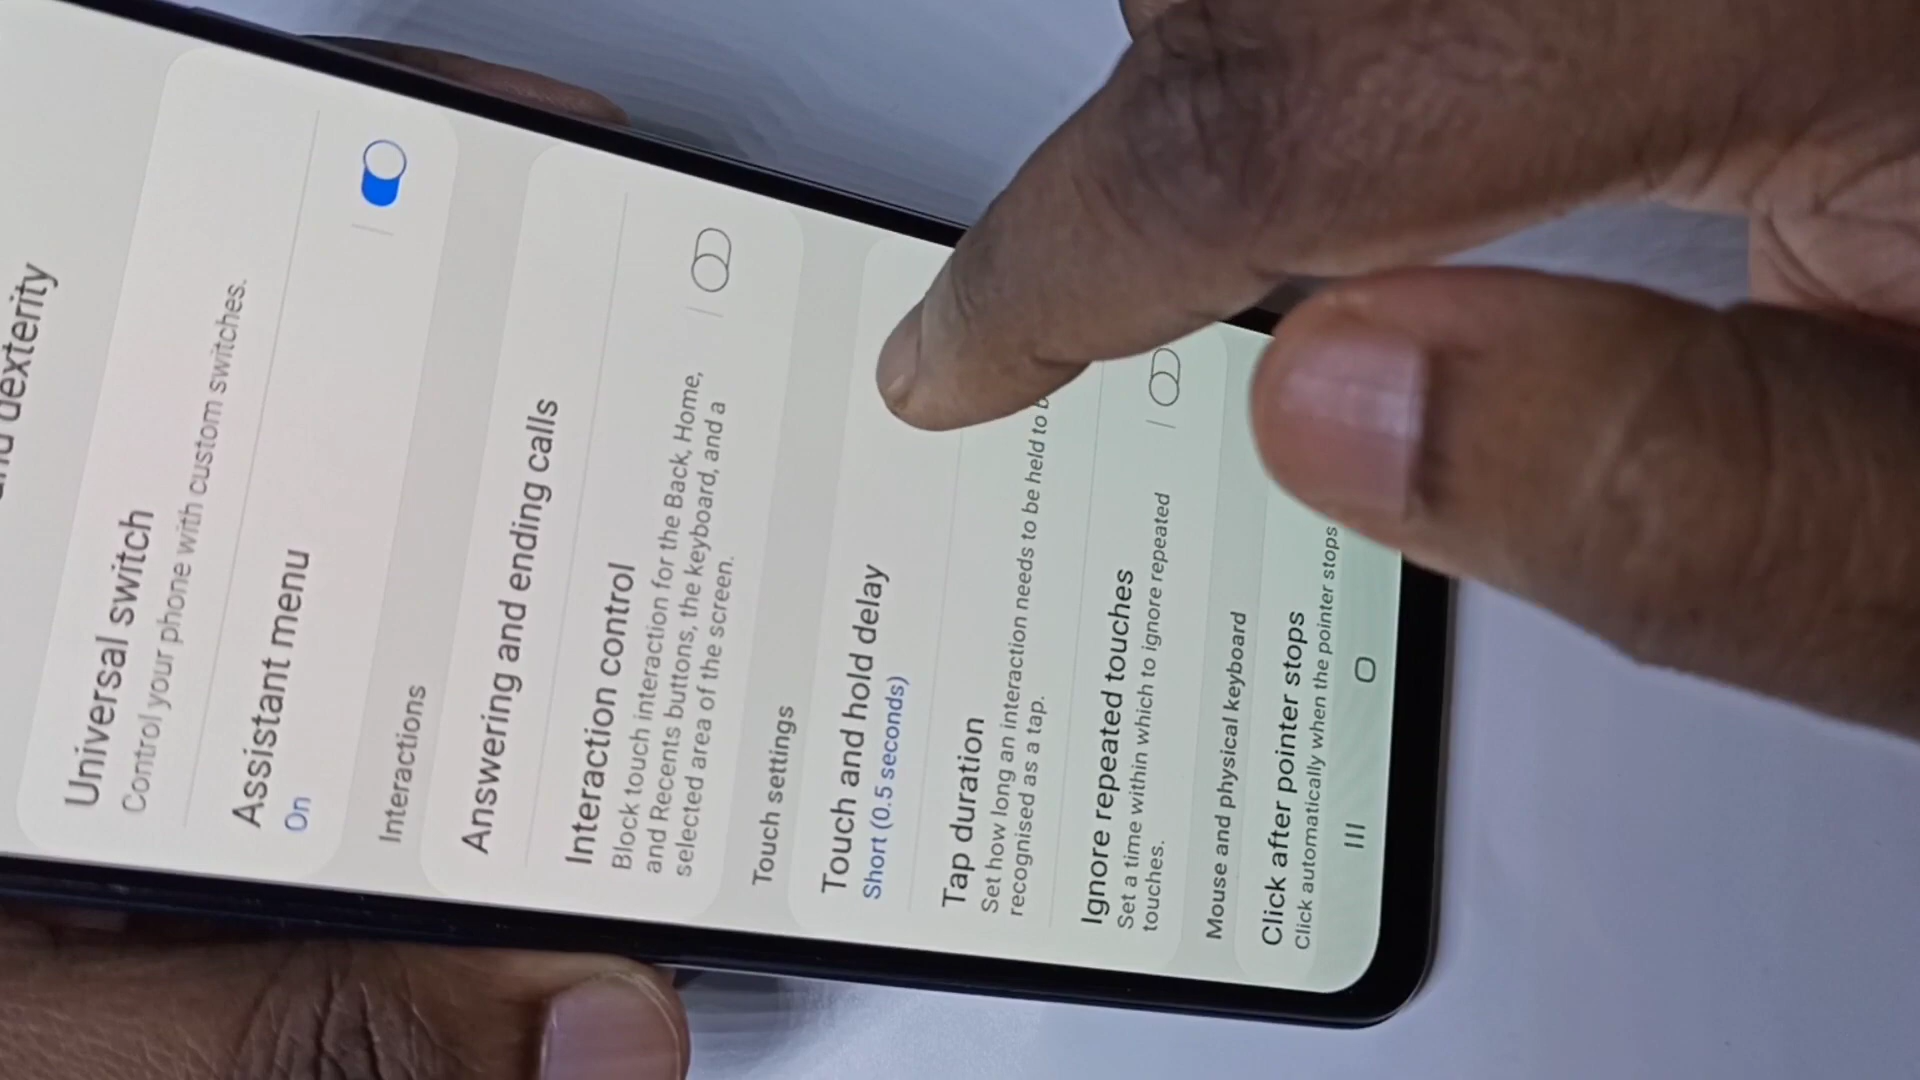 dexterity
Universal switch
Control your phone with custom switches.
Assistant menu
On
Interactions
Answering and ending calls
Interaction control
Block touch interaction for the Back, Home,
and Recents buttons, the keyboard, and a
selected area of the screen.
Touch settings
Touch and hold delay
Short (0.5 seconds)
Tap duration
Set how long an interaction needs to be held to
recognised as a tap.
Ignore repeated touches
Set a time within which to ignore repeated
touches.
Mouse and physical keyboard
Click after pointer stops
Click automatically when the pointer stops